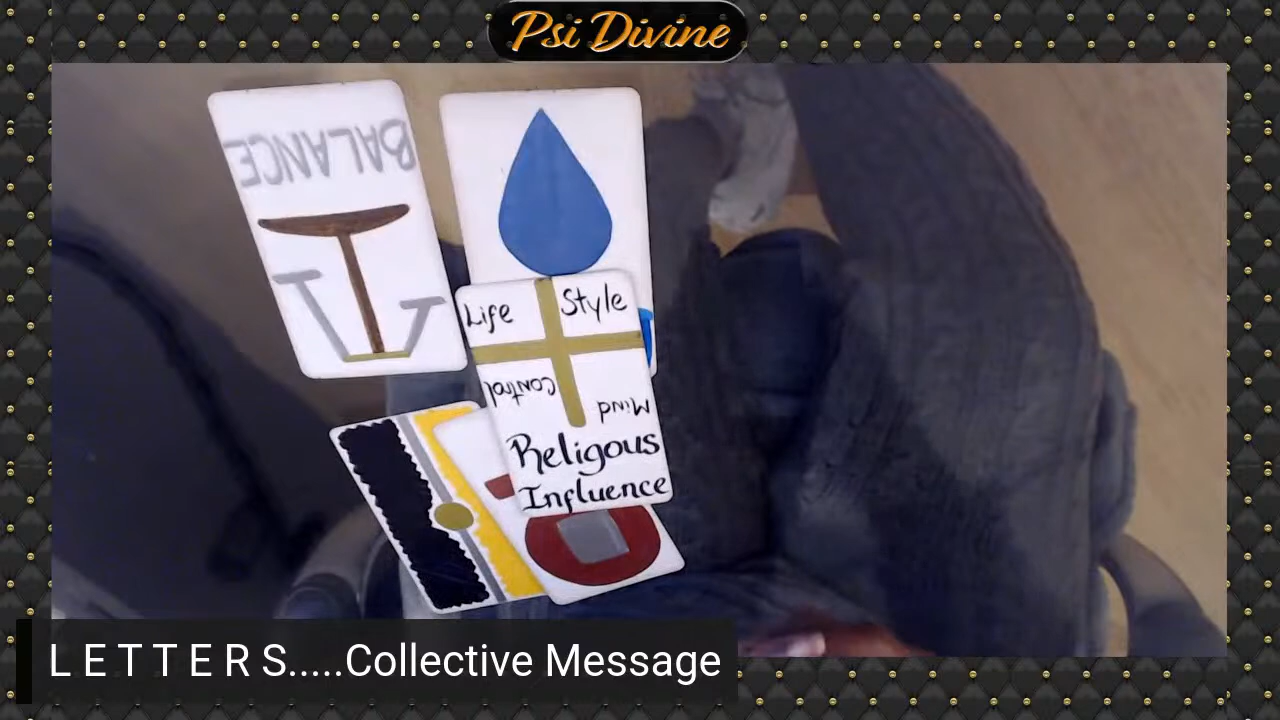 Psi Divine
BALANCE
Life Style
Control Mind
Religous
Influence
L E T T E R S.....Collective Message